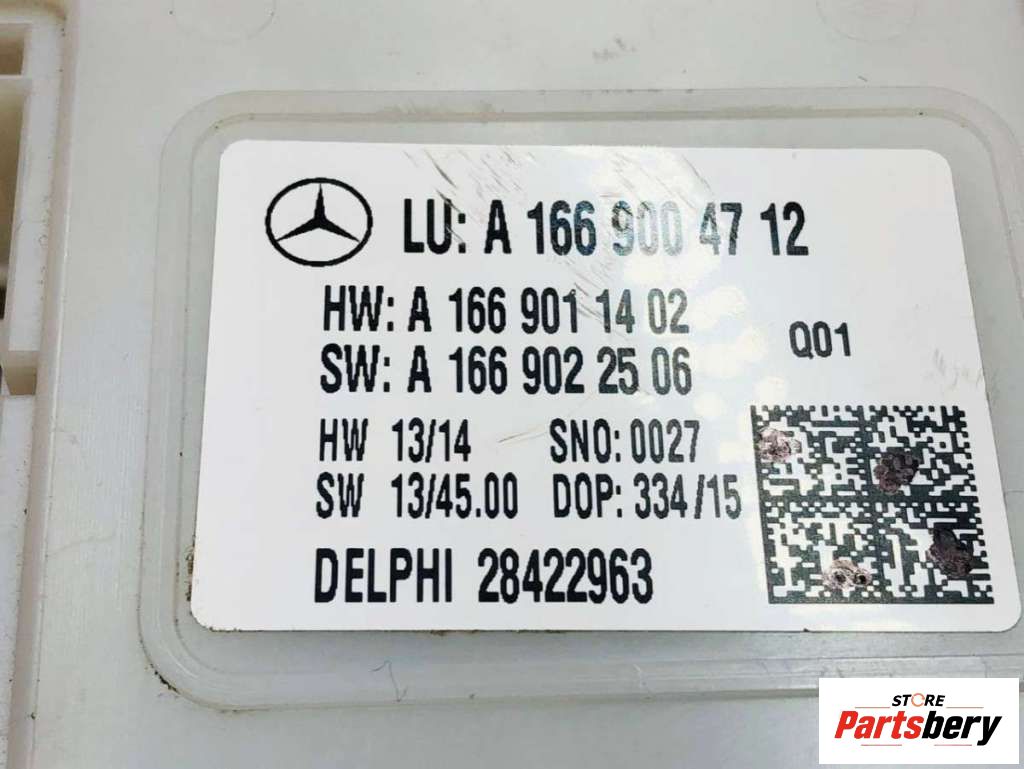 LU: A 166 900 47 12
HW: A 166 901 14 02
SW: A 166 902 25 06
Q01
HW 13/14 SNO: 0027
SW 13/45.00 DOP: 334/15
DELPHI 28422963
STORE
Partsbery